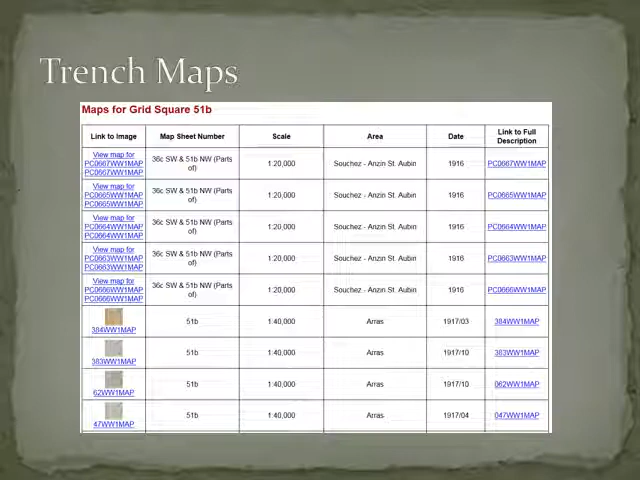 Trench Maps
Maps for Grid Square 51b
Link to Image Map Sheet Number Scale Area Date Link to Full Description
View map for PC0667WW1MAP PC0667WW1MAP 36c SW & 51b NW (Parts of) 1:20,000 Souchez - Anzin St. Aubin 1916 PC0667WW1MAP
View map for PC0665WW1MAP PC0665WW1MAP 36c SW & 51b NW (Parts of) 1:20,000 Souchez - Anzin St. Aubin 1916 PC0665WW1MAP
View map for PC0664WW1MAP PC0664WW1MAP 36c SW & 51b NW (Parts of) 1:20,000 Souchez - Anzin St. Aubin 1916 PC0664WW1MAP
View map for PC0663WW1MAP PC0663WW1MAP 36c SW & 51b NW (Parts of) 1:20,000 Souchez - Anzin St. Aubin 1916 PC0663WW1MAP
View map for PC0666WW1MAP PC0666WW1MAP 36c SW & 51b NW (Parts of) 1:20,000 Souchez - Anzin St. Aubin 1916 PC0666WW1MAP
384WW1MAP 51b 1:40,000 Arras 1917/03 384WW1MAP
383WW1MAP 51b 1:40,000 Arras 1917/10 383WW1MAP
62WW1MAP 51b 1:40,000 Arras 1917/10 062WW1MAP
47WW1MAP 51b 1:40,000 Arras 1917/04 047WW1MAP